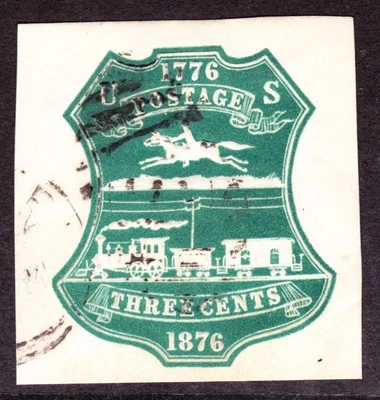 1776
U POSTAGE S
THREE CENTS
1876